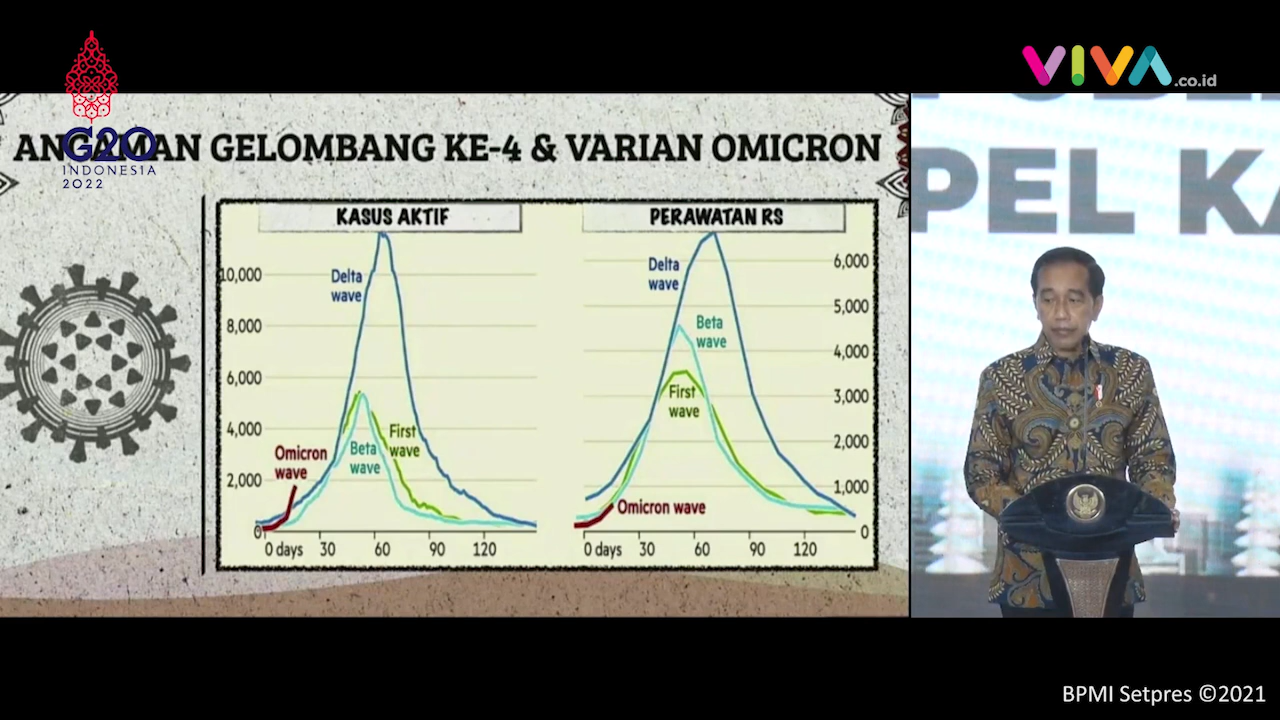 VIVA.co.id
G20
INDONESIA
2022
ANCAMAN GELOMBANG KE-4 & VARIAN OMICRON
KASUS AKTIF
10,000
8,000
6,000
4,000
2,000
0
Delta
wave
Omicron
wave
Beta
wave
First
wave
0 days 30 60 90 120
PERAWATAN RS
6,000
5,000
4,000
3,000
2,000
1,000
0
Delta
wave
Beta
wave
First
wave
Omicron wave
0 days 30 60 90 120
PEL KA
BPMI Setpres ©2021